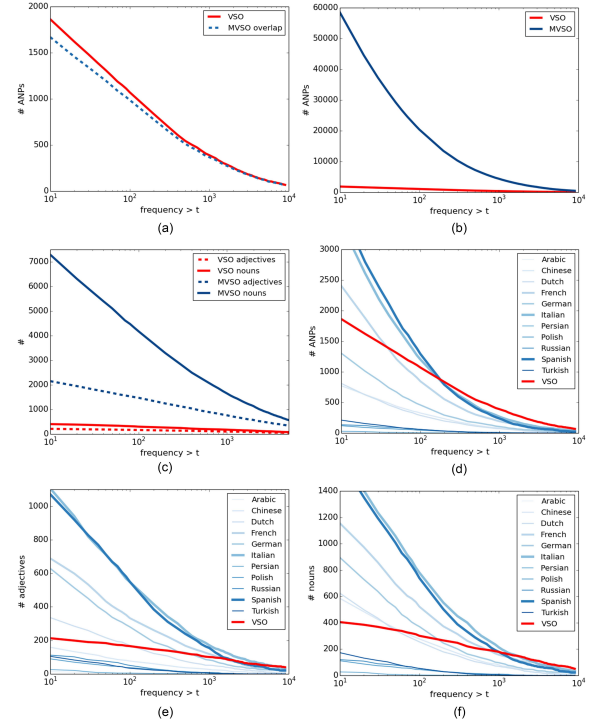 2000
1500
1000
500
0
# ANPs
VSO
MVSO overlap
10^1
10^2
10^3
10^4
frequency > t
(a)
60000
50000
40000
30000
20000
10000
0
# ANPs
VSO
MVSO
10^1
10^2
10^3
10^4
frequency > t
(b)
7000
6000
5000
4000
3000
2000
1000
0
#
VSO adjectives
VSO nouns
MVSO adjectives
MVSO nouns
10^1
10^2
10^3
frequency > t
(c)
3000
2500
2000
1500
1000
500
0
# ANPs
Arabic
Chinese
Dutch
French
German
Italian
Persian
Polish
Russian
Spanish
Turkish
VSO
10^1
10^2
10^3
10^4
frequency > t
(d)
1000
800
600
400
200
0
# adjectives
Arabic
Chinese
Dutch
French
German
Italian
Persian
Polish
Russian
Spanish
Turkish
VSO
10^1
10^2
10^3
10^4
frequency > t
(e)
1400
1200
1000
800
600
400
200
0
# nouns
Arabic
Chinese
Dutch
French
German
Italian
Persian
Polish
Russian
Spanish
Turkish
VSO
10^1
10^2
10^3
10^4
frequency > t
(f)